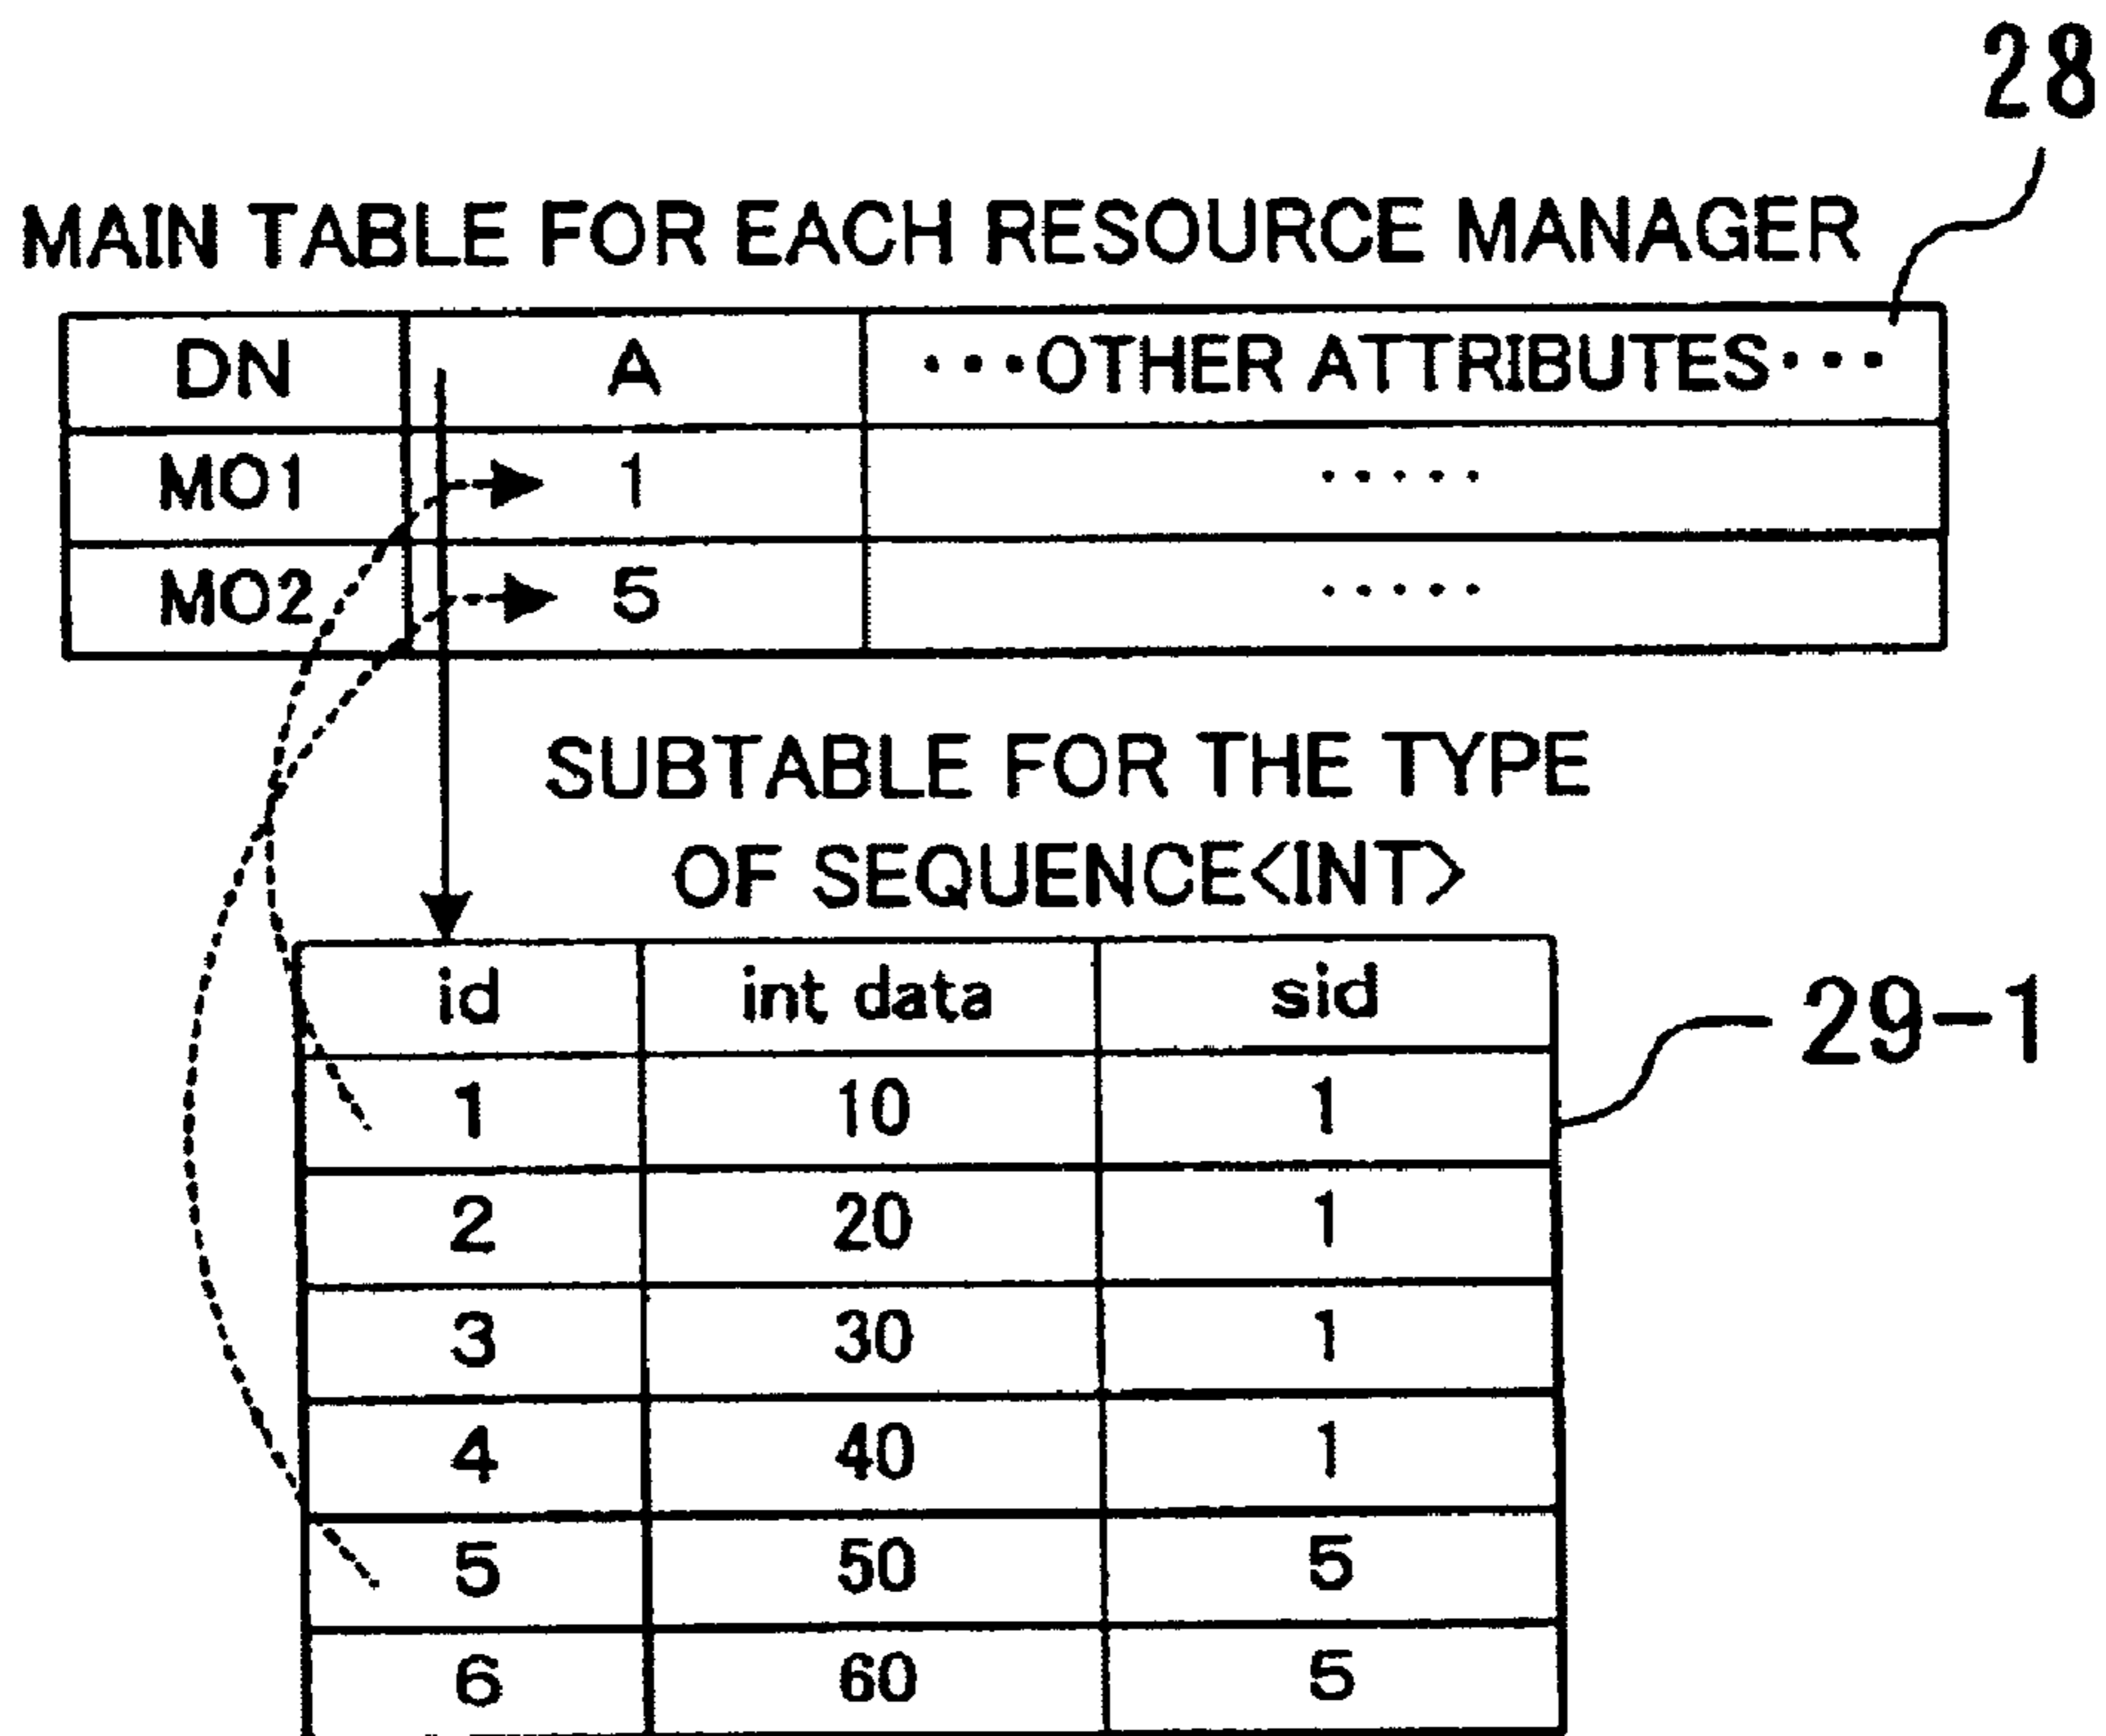 28
MAIN TABLE FOR EACH RESOURCE MANAGER
DN A ···OTHER ATTRIBUTES···
MO1 1 ·····
MO2 5 ·····
SUBTABLE FOR THE TYPE
OF SEQUENCE<INT>
id int data sid
29-1
1 10 1
2 20 1
3 30 1
4 40 1
5 50 5
6 60 5